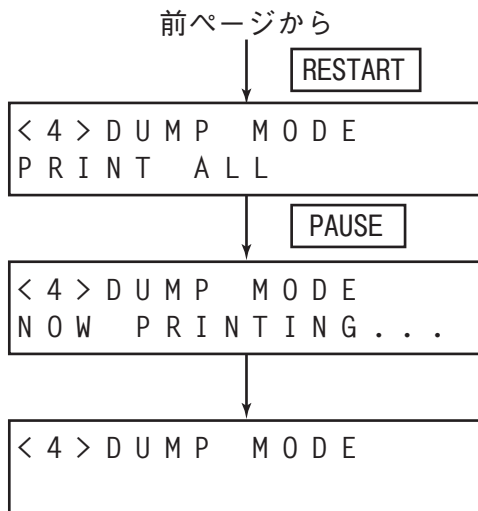 前ページから
RESTART
<4>DUMP MODE
PRINT ALL
PAUSE
<4>DUMP MODE
NOW PRINTING...
<4>DUMP MODE